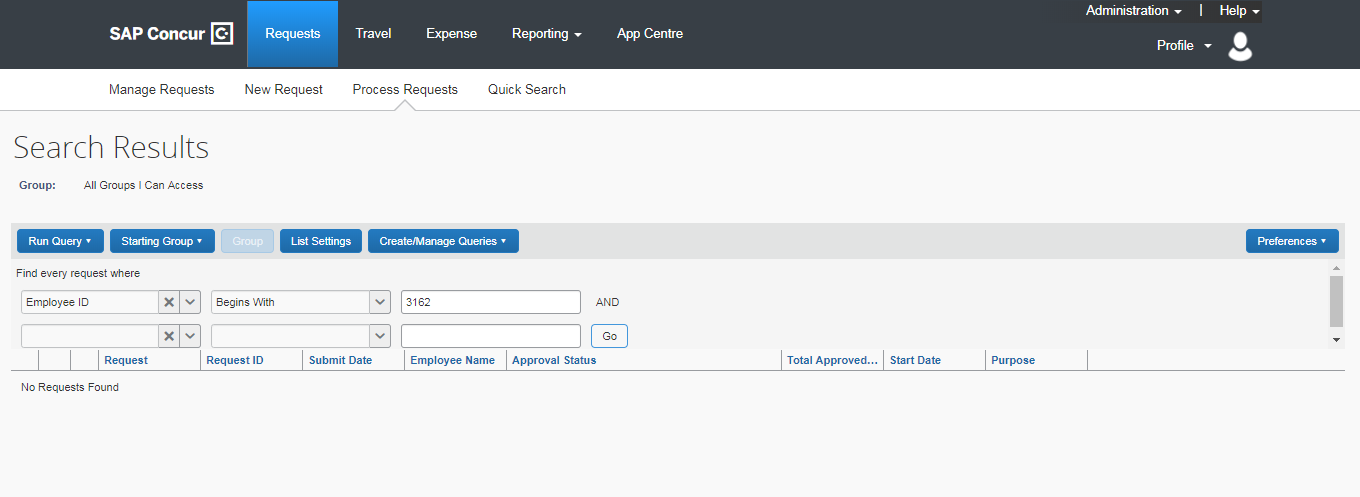 Administration | Help
SAP Concur C Requests Travel Expense Reporting App Centre
Profile
Manage Requests New Request Process Requests Quick Search
Search Results
Group: All Groups I Can Access
Run Query Starting Group Group List Settings Create/Manage Queries Preferences
Find every request where
Employee ID Begins With 3162 AND
Go
Request Request ID Submit Date Employee Name Approval Status Total Approved... Start Date Purpose
No Requests Found